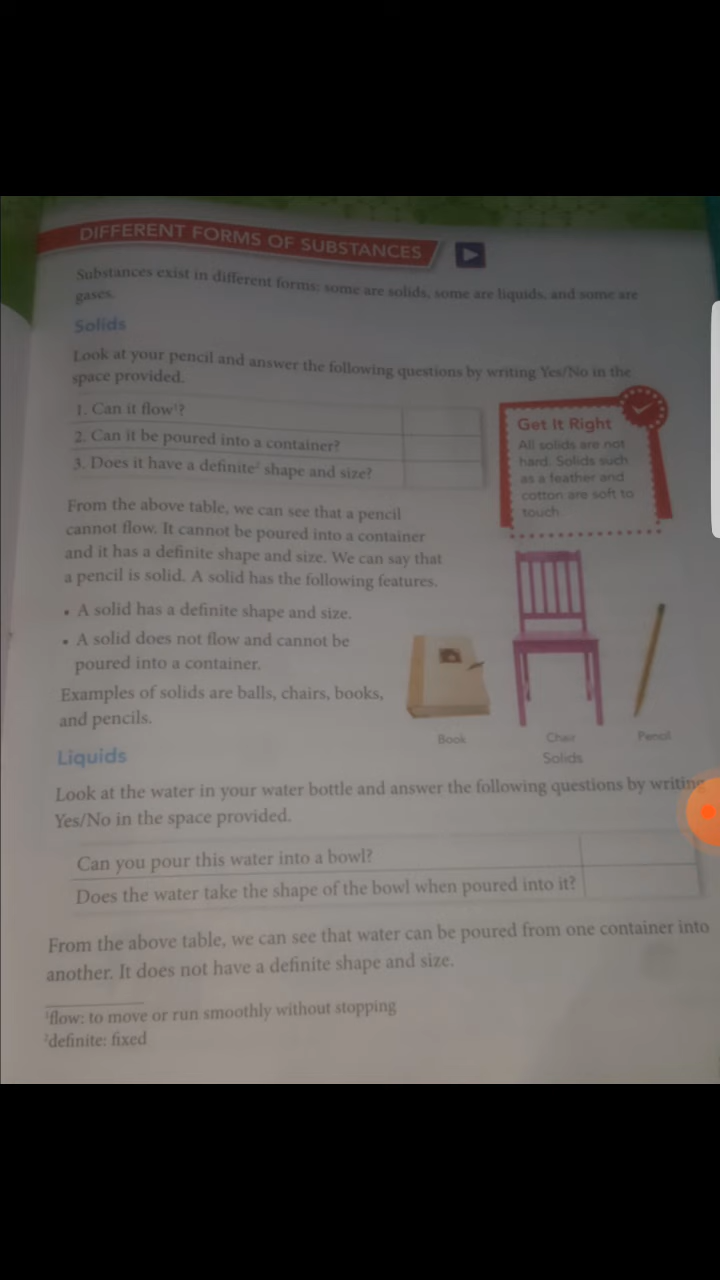 DIFFERENT FORMS OF SUBSTANCES
Substances exist in different forms: some are solids, some are liquids, and some are
gases.
Solids
Look at your pencil and answer the following questions by writing Yes/No in the
space provided.
1. Can it flow¹?
2. Can it be poured into a container?
3. Does it have a definite² shape and size?
Get It Right
All solids are not
hard. Solids such
as a feather and
cotton are soft to
touch.
From the above table, we can see that a pencil
cannot flow. It cannot be poured into a container
and it has a definite shape and size. We can say that
a pencil is solid. A solid has the following features.
• A solid has a definite shape and size.
• A solid does not flow and cannot be
poured into a container.
Examples of solids are balls, chairs, books,
and pencils.
Book
Chair
Pencil
Solids
Liquids
Look at the water in your water bottle and answer the following questions by writing
Yes/No in the space provided.
Can you pour this water into a bowl?
Does the water take the shape of the bowl when poured into it?
From the above table, we can see that water can be poured from one container into
another. It does not have a definite shape and size.
¹flow: to move or run smoothly without stopping
²definite: fixed